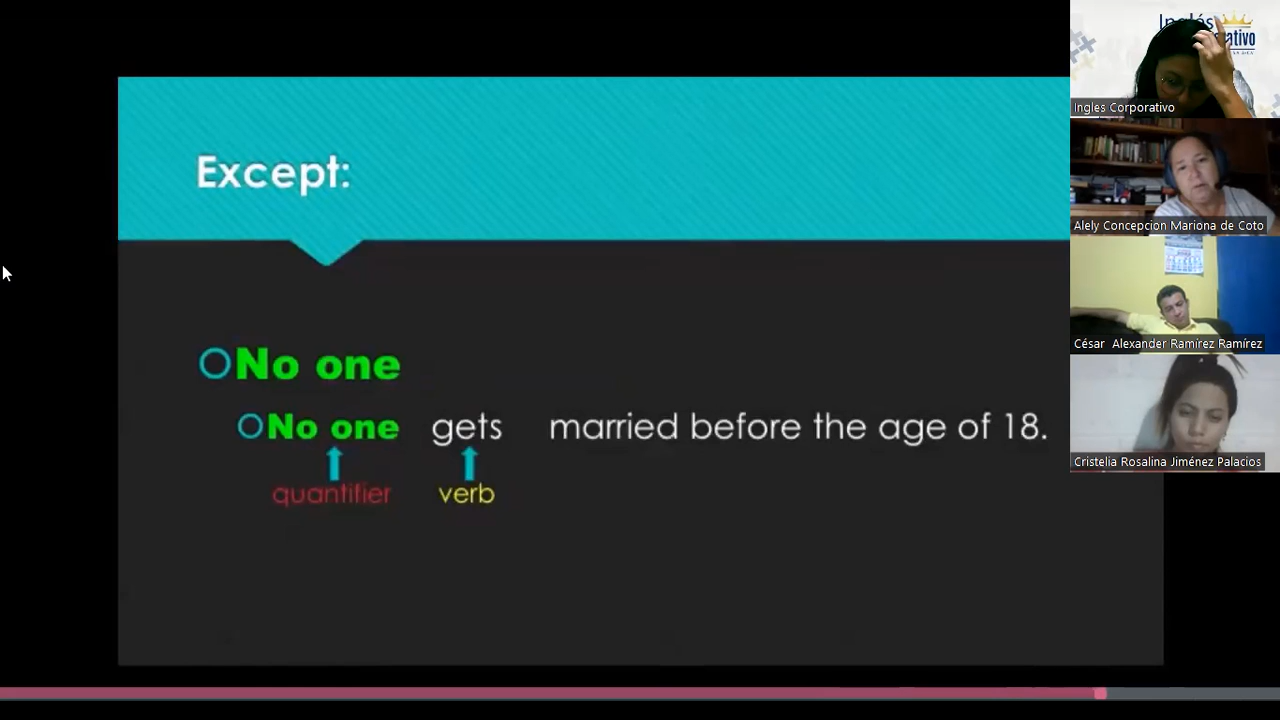 Except:
No one
No one gets married before the age of 18.
quantifier verb
Inglés
Ingles Corporativo
Alely Concepcion Mariona de Coto
César Alexander Ramírez Ramírez
Cristelia Rosalina Jiménez Palacios